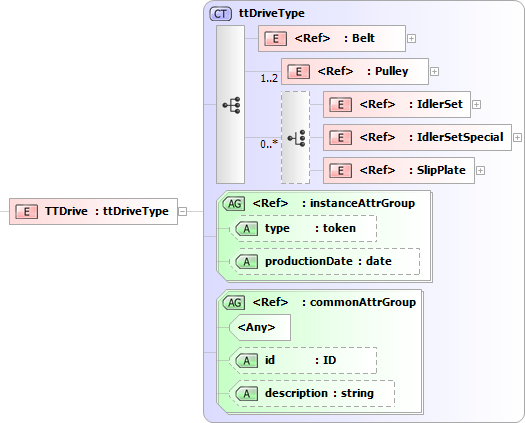 CT ttDriveType
E <Ref> : Belt
1..2 E <Ref> : Pulley
E <Ref> : IdlerSet
0..* E <Ref> : IdlerSetSpecial
E <Ref> : SlipPlate
E TTDrive : ttDriveType
AG <Ref> : instanceAttrGroup
A type : token
A productionDate : date
AG <Ref> : commonAttrGroup
<Any>
A id : ID
A description : string